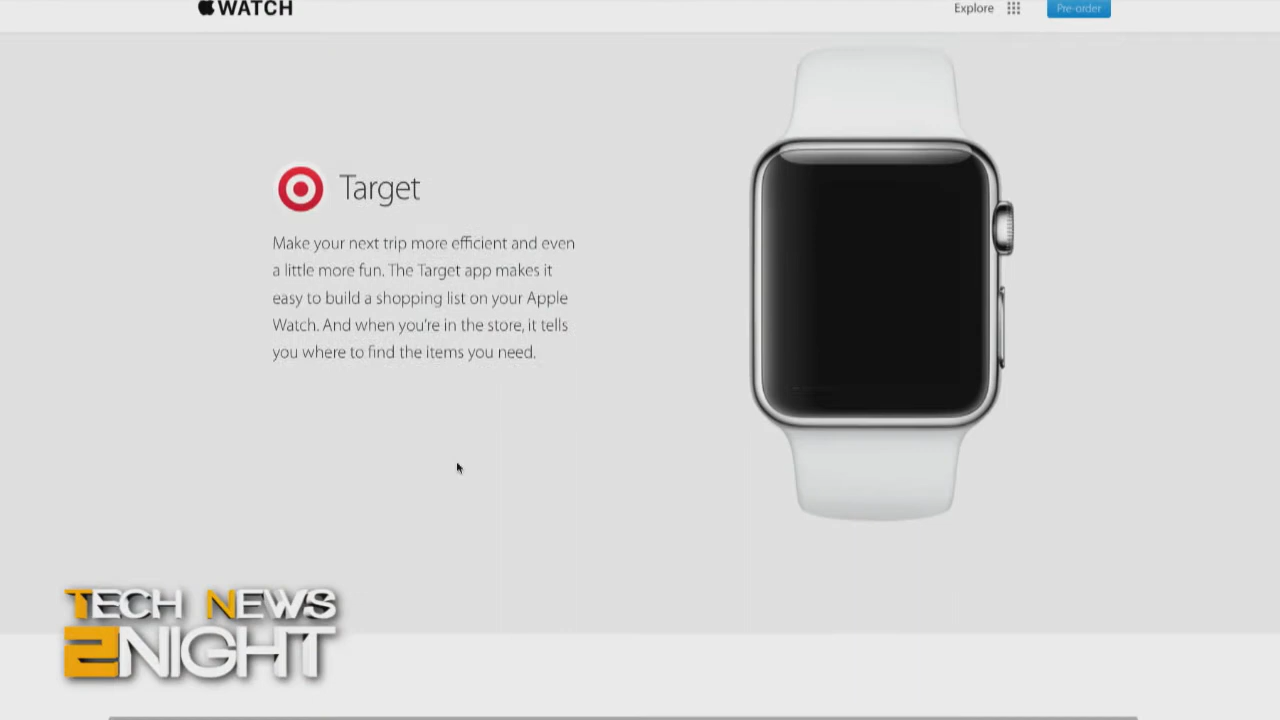 WATCH
Explore
Pre-order
Target
Make your next trip more efficient and even
a little more fun. The Target app makes it
easy to build a shopping list on your Apple
Watch. And when you're in the store, it tells
you where to find the items you need.
TECH NEWS
2NIGHT